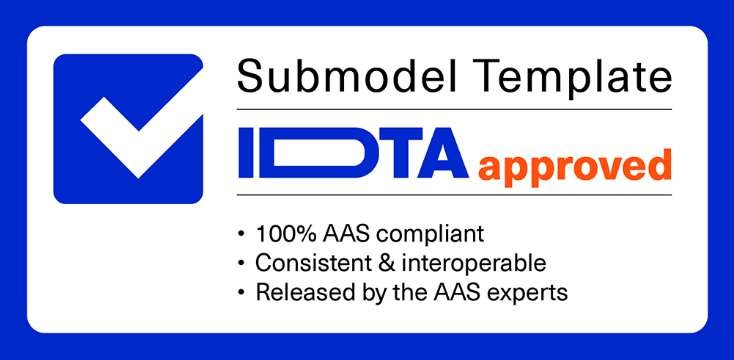 Submodel Template
IDTA approved
• 100% AAS compliant
• Consistent & interoperable
• Released by the AAS experts